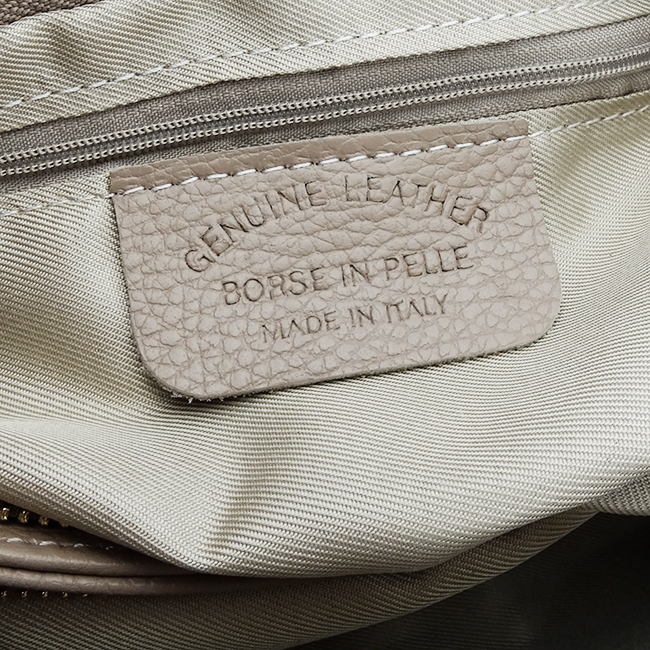 GENUINE LEATHER
BORSE IN PELLE
MADE IN ITALY